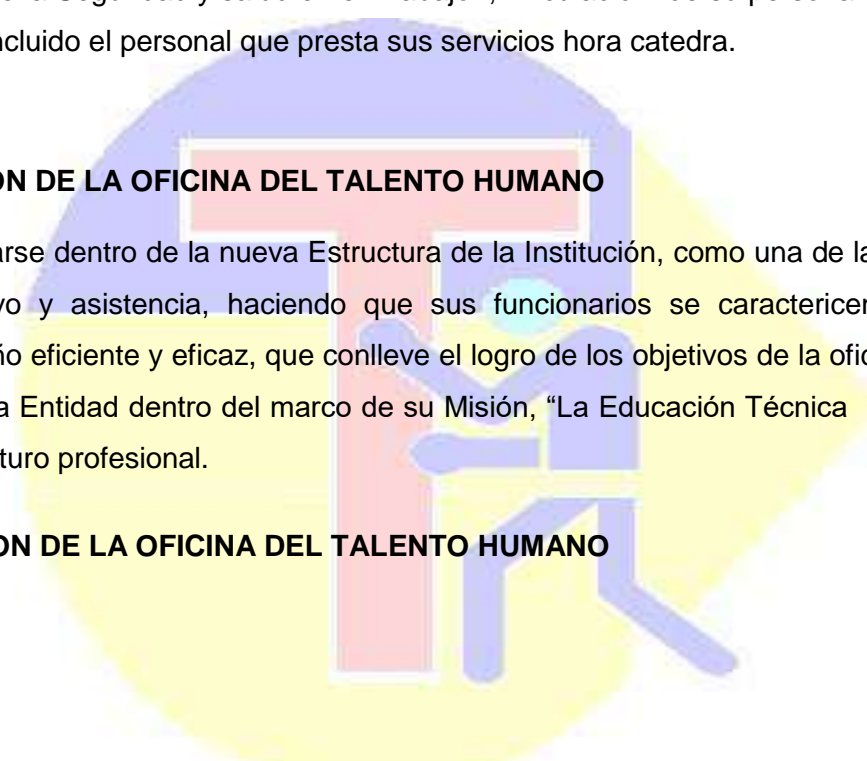 ncluido el personal que presta sus servicios hora catedra.
ON DE LA OFICINA DEL TALENTO HUMANO
arse dentro de la nueva Estructura de la Institución, como una de la
vo y asistencia, haciendo que sus funcionarios se caractericen
ño eficiente y eficaz, que conlleve el logro de los objetivos de la ofic
a Entidad dentro del marco de su Misión, “La Educación Técnica
turo profesional.
ON DE LA OFICINA DEL TALENTO HUMANO